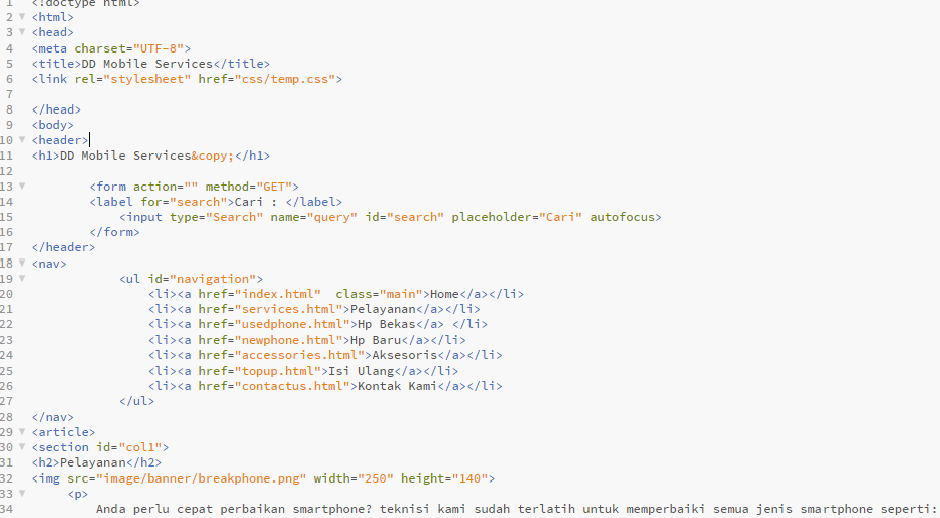 1 <!doctype html>
2 <html>
3 <head>
4 <meta charset="UTF-8">
5 <title>DD Mobile Services</title>
6 <link rel="stylesheet" href="css/temp.css">
7
8 </head>
9 <body>
10 <header>
11 <h1>DD Mobile Services&copy;</h1>
12
13 <form action="" method="GET">
14 <label for="search">Cari : </label>
15 <input type="Search" name="query" id="search" placeholder="Cari" autofocus>
16 </form>
17 </header>
18 <nav>
19 <ul id="navigation">
20 <li><a href="index.html"  class="main">Home</a></li>
21 <li><a href="services.html">Pelayanan</a></li>
22 <li><a href="usedphone.html">Hp Bekas</a> </li>
23 <li><a href="newphone.html">Hp Baru</a></li>
24 <li><a href="accessories.html">Aksesoris</a></li>
25 <li><a href="topup.html">Isi Ulang</a></li>
26 <li><a href="contactus.html">Kontak Kami</a></li>
27 </ul>
28 </nav>
29 <article>
30 <section id="col1">
31 <h2>Pelayanan</h2>
32 <img src="image/banner/breakphone.png" width="250" height="140">
33 <p>
34 Anda perlu cepat perbaikan smartphone? teknisi kami sudah terlatih untuk memperbaiki semua jenis smartphone seperti: